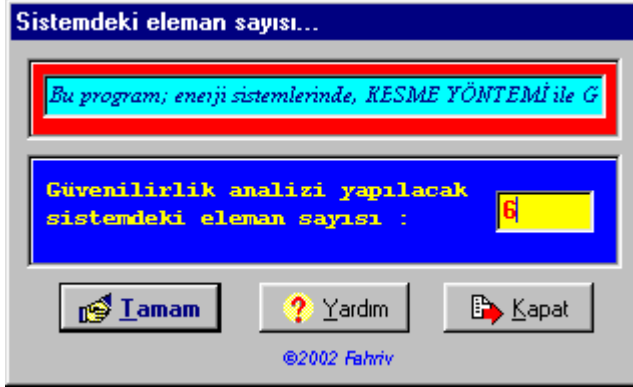 Sistemdeki eleman sayısı...
Bu program; enerji sistemlerinde, KESME YÖNTEMİ ile G
Güvenilirlik analizi yapılacak
sistemdeki eleman sayısı :
6
Tamam
Yardım
Kapat
©2002 Fahriv